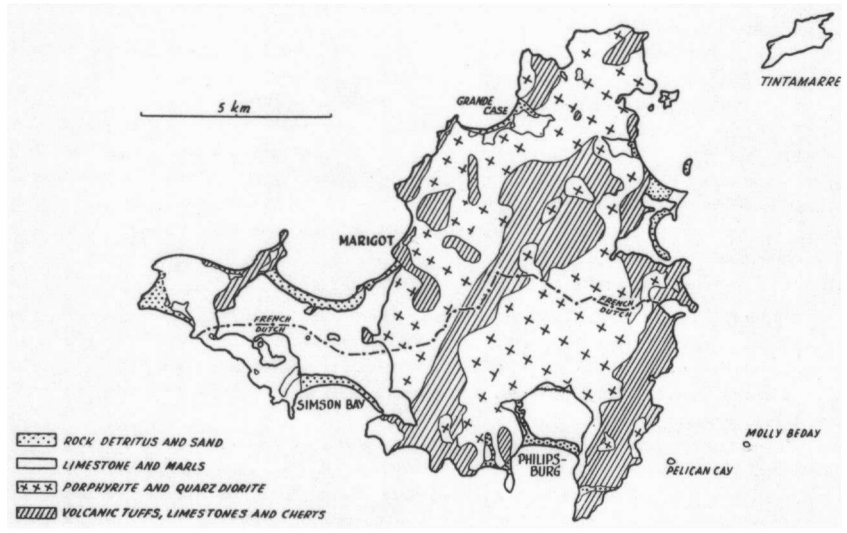 TINTAMARRE
5 km
GRANDE
CASE
MARIGOT
FRENCH
DUTCH
FRENCH
DUTCH
SIMSON BAY
PHILIPS-
BURG
MOLLY BEDAY
PELICAN CAY
ROCK DETRITUS AND SAND
LIMESTONE AND MARLS
PORPHYRITE AND QUARZ DIORITE
VOLCANIC TUFFS, LIMESTONES AND CHERTS